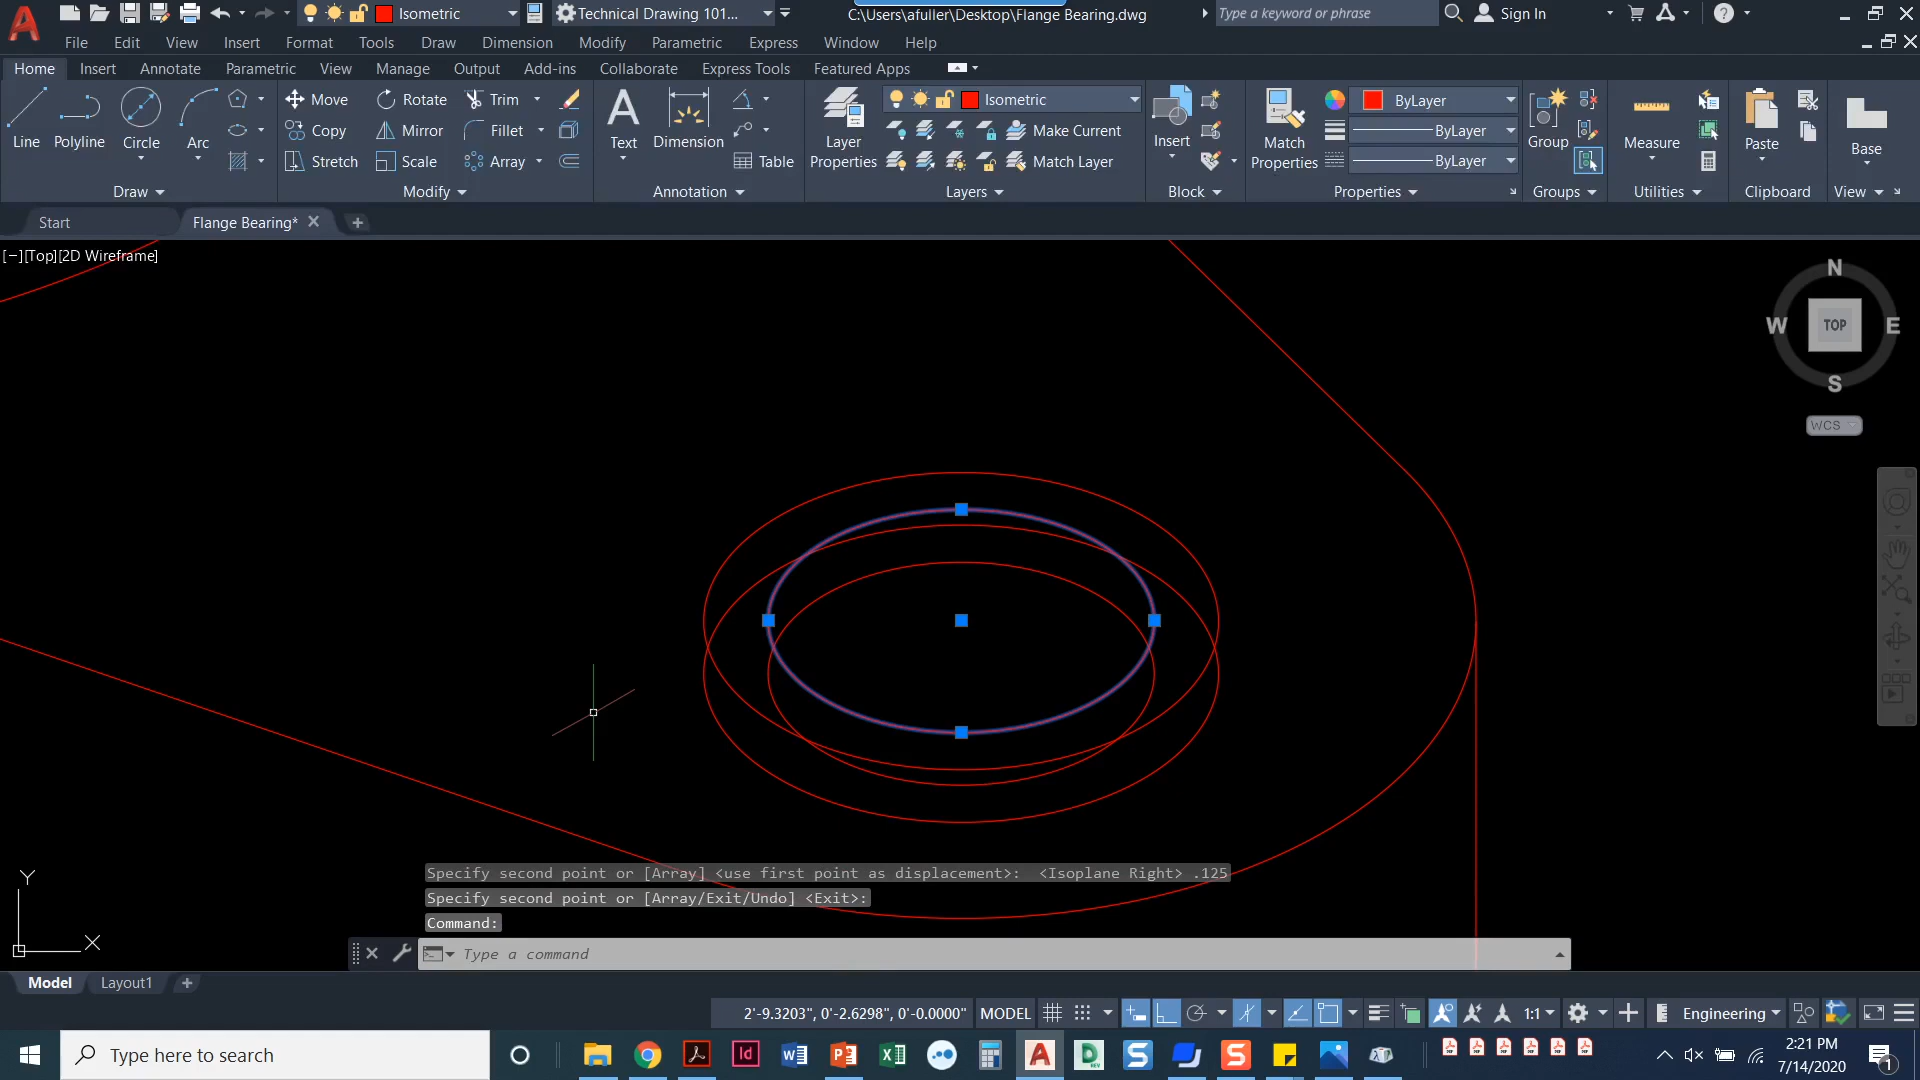 Isometric
Technical Drawing 101...
C:\Users\afuller\Desktop\Flange Bearing.dwg
Type a keyword or phrase
Sign In
File Edit View Insert Format Tools Draw Dimension Modify Parametric Express Window Help
Home Insert Annotate Parametric View Manage Output Add-ins Collaborate Express Tools Featured Apps
Line Polyline Circle Arc
Move Rotate Trim
Copy Mirror Fillet
Stretch Scale Array
Text Dimension Table
Layer Properties
Isometric
Make Current
Match Layer
Insert
Match Properties
ByLayer
ByLayer
ByLayer
Group
Measure
Paste
Base
Draw Modify Annotation Layers Block Properties Groups Utilities Clipboard View
Start
Flange Bearing*
[−][Top][2D Wireframe]
N
W TOP E
S
WCS
Specify second point or [Array] <use first point as displacement>: <Isoplane Right> .125
Specify second point or [Array/Exit/Undo] <Exit>:
Command:
Type a command
Y
X
Model Layout1
2'-9.3203", 0'-2.6298", 0'-0.0000" MODEL 1:1 Engineering
Type here to search
2:21 PM
7/14/2020
1